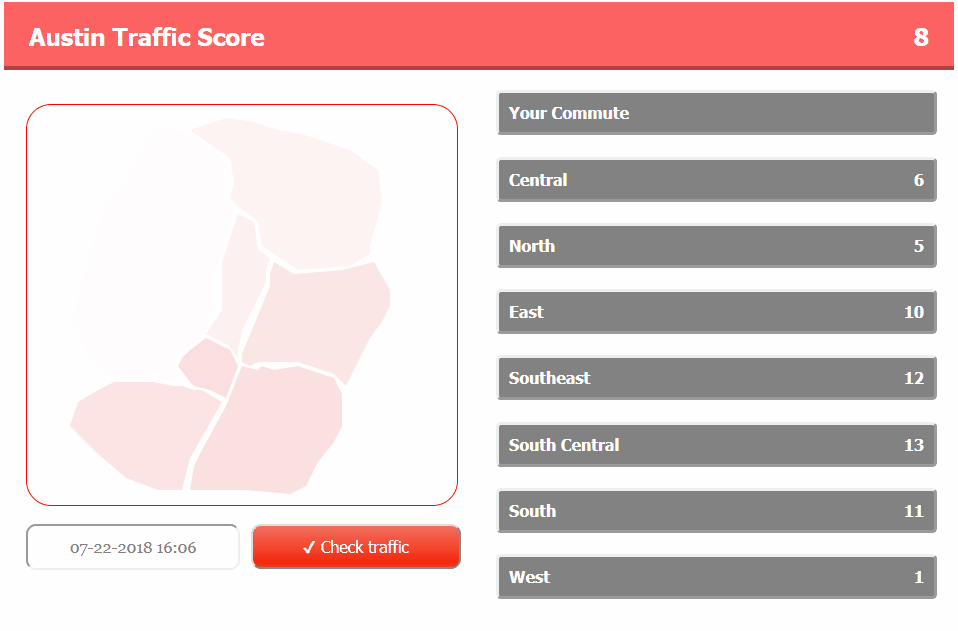 Austin Traffic Score 8
Your Commute
Central 6
North 5
East 10
Southeast 12
South Central 13
South 11
West 1
07-22-2018 16:06
✓ Check traffic